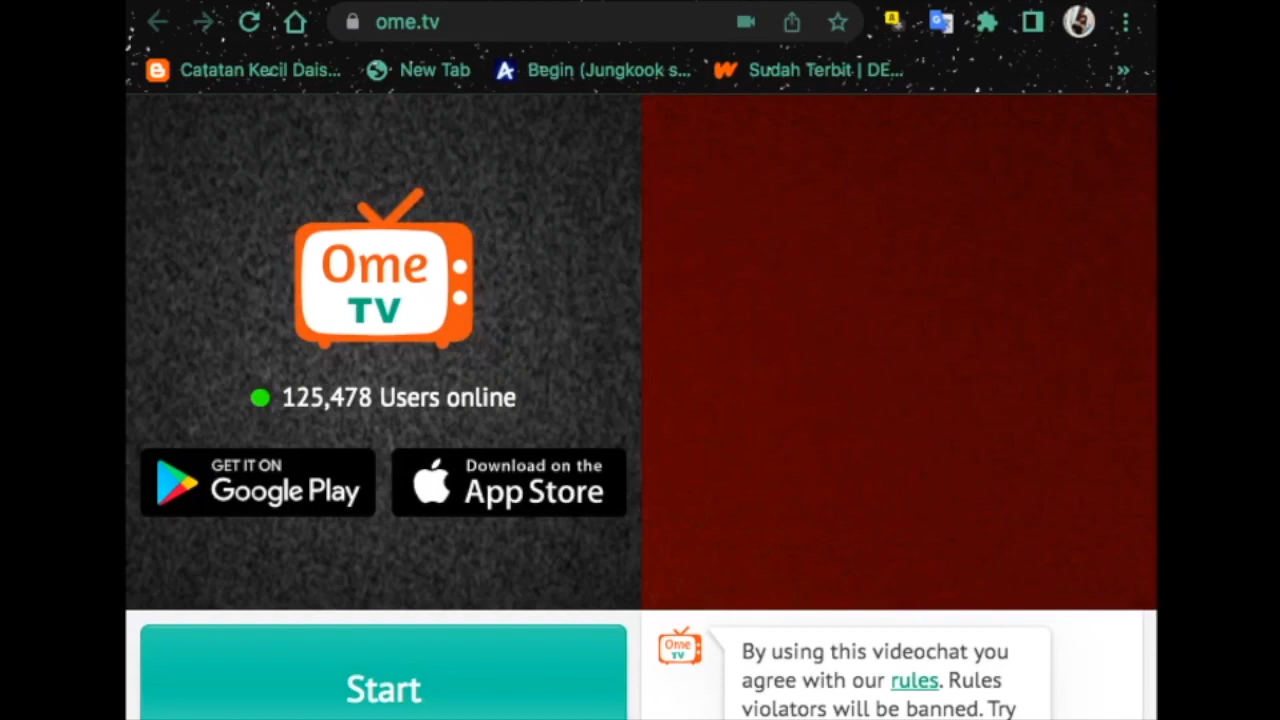 ome.tv
Catatan Kecil Dais...
New Tab
Begin (Jungkook s...
Sudah Terbit | DE...
»
Ome
TV
125,478 Users online
GET IT ON
Google Play
Download on the
App Store
Start
Ome
TV
By using this videochat you
agree with our rules. Rules
violators will be banned. Try